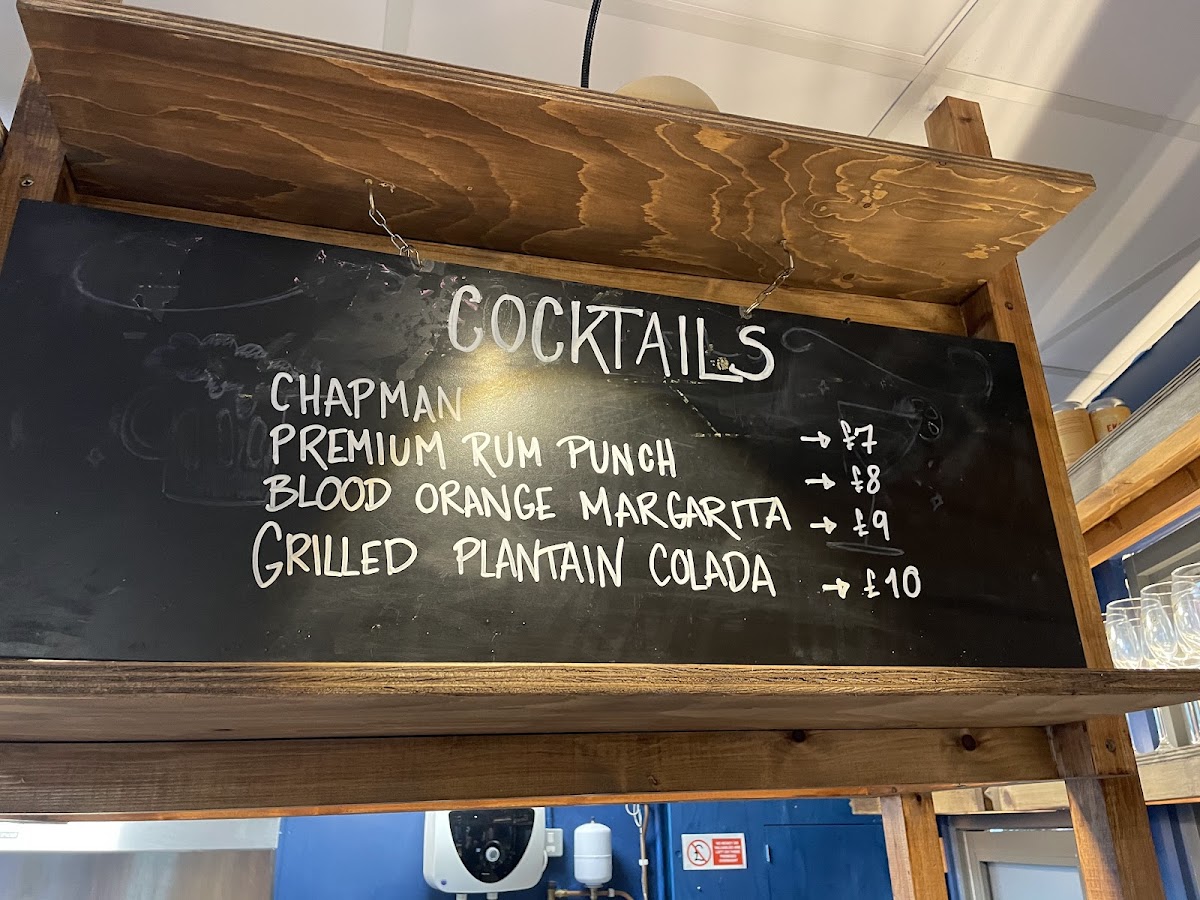 COCKTAILS
CHAPMAN → £7
PREMIUM RUM PUNCH → £8
BLOOD ORANGE MARGARITA → £9
GRILLED PLANTAIN COLADA → £10